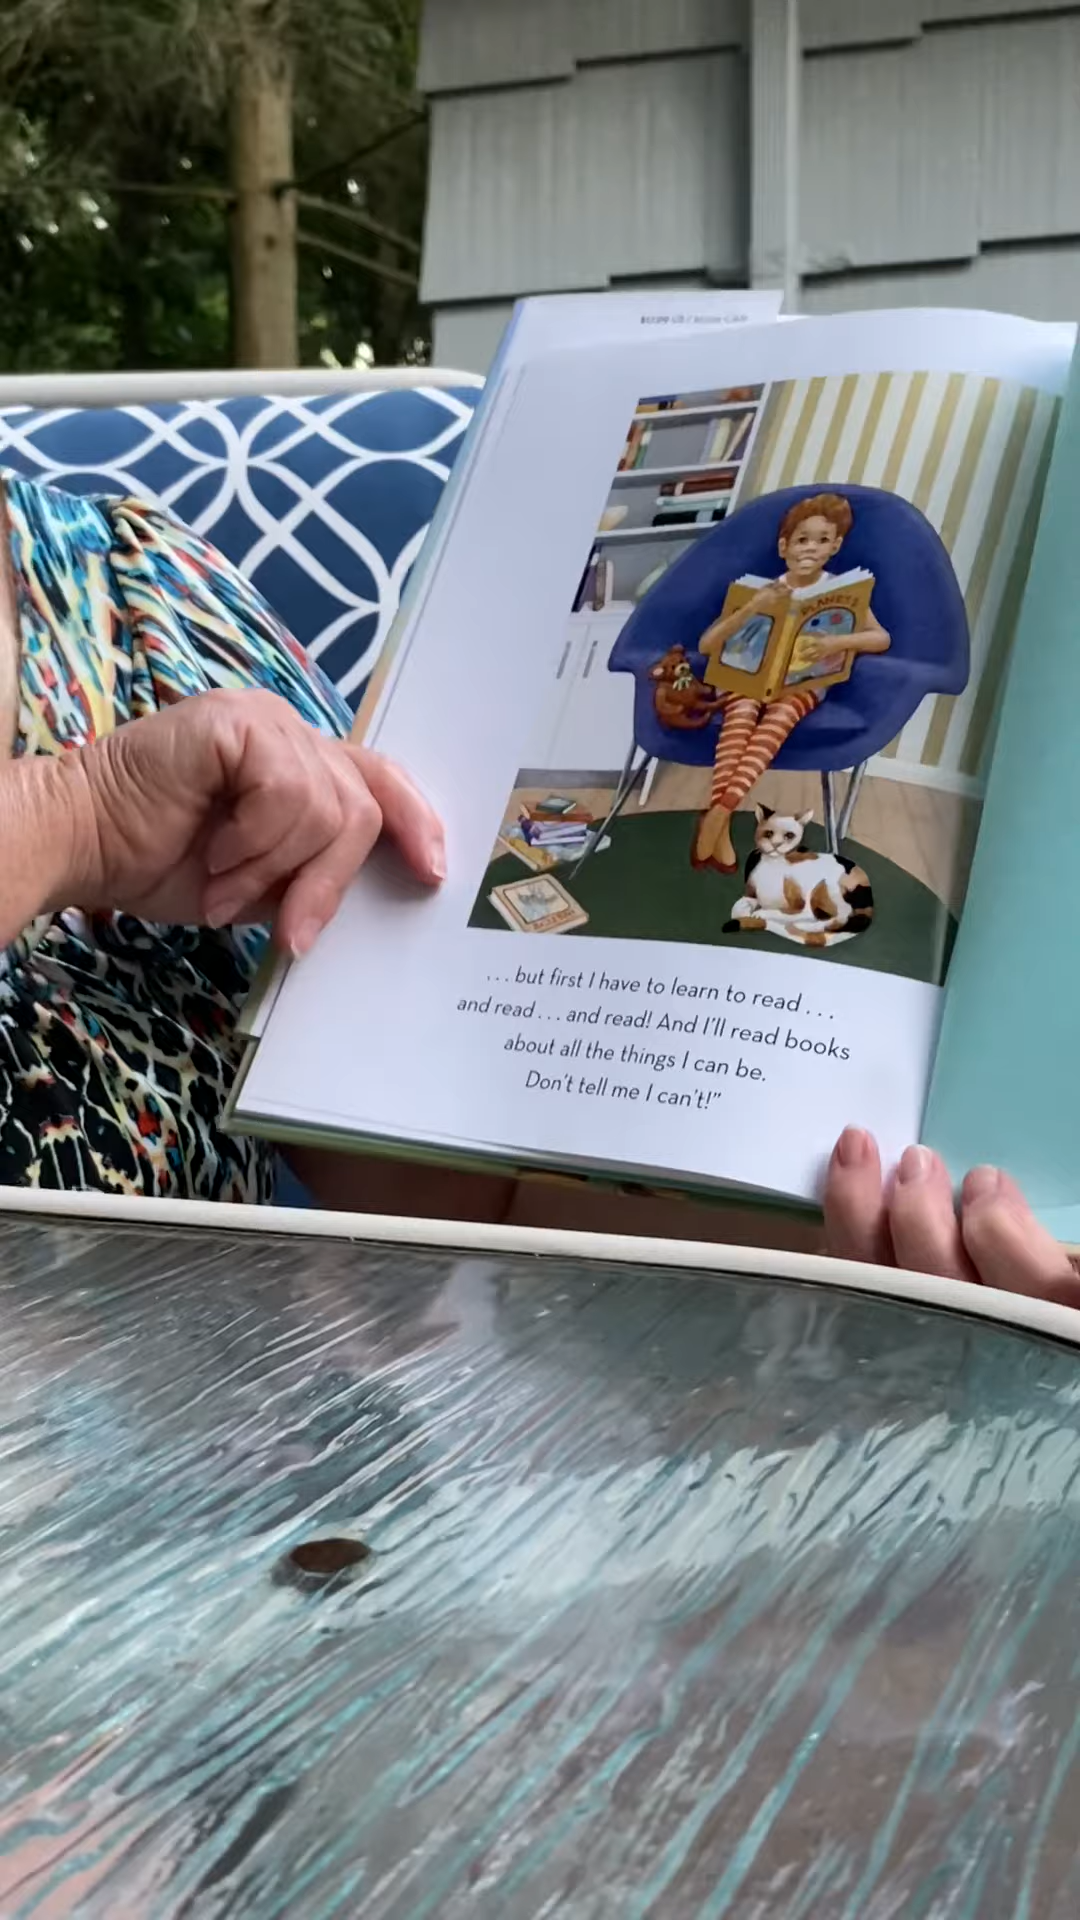 PLANETS
. . . but first I have to learn to read . . .
and read . . . and read! And I'll read books
about all the things I can be.
Don't tell me I can't!"